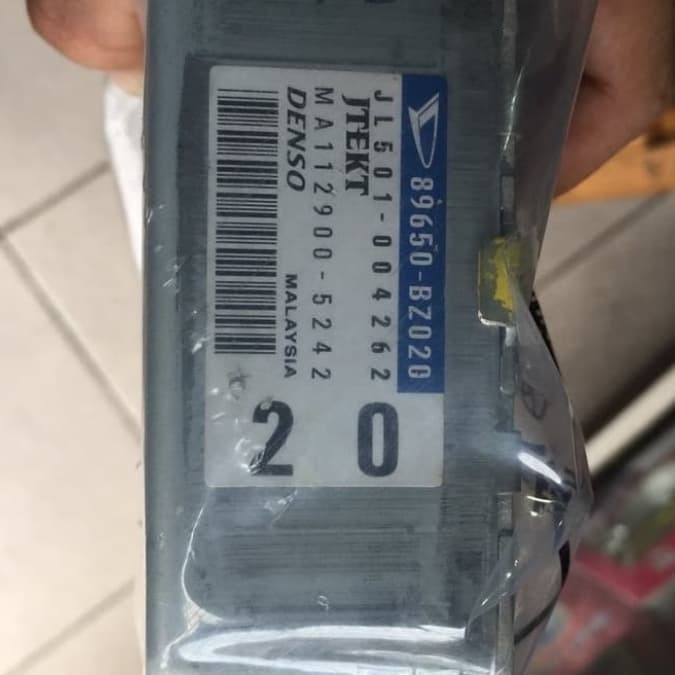 89650-BZ020
JL501-004262
JTEKT
MA112900-5242
DENSO MALAYSIA
20